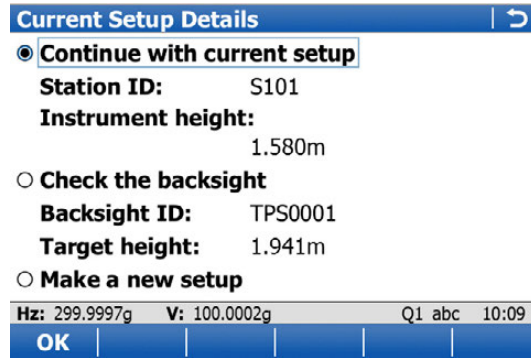 Current Setup Details
Continue with current setup
Station ID: S101
Instrument height:
1.580m
Check the backsight
Backsight ID: TPS0001
Target height: 1.941m
Make a new setup
Hz: 299.9997g V: 100.0002g Q1 abc 10:09
OK